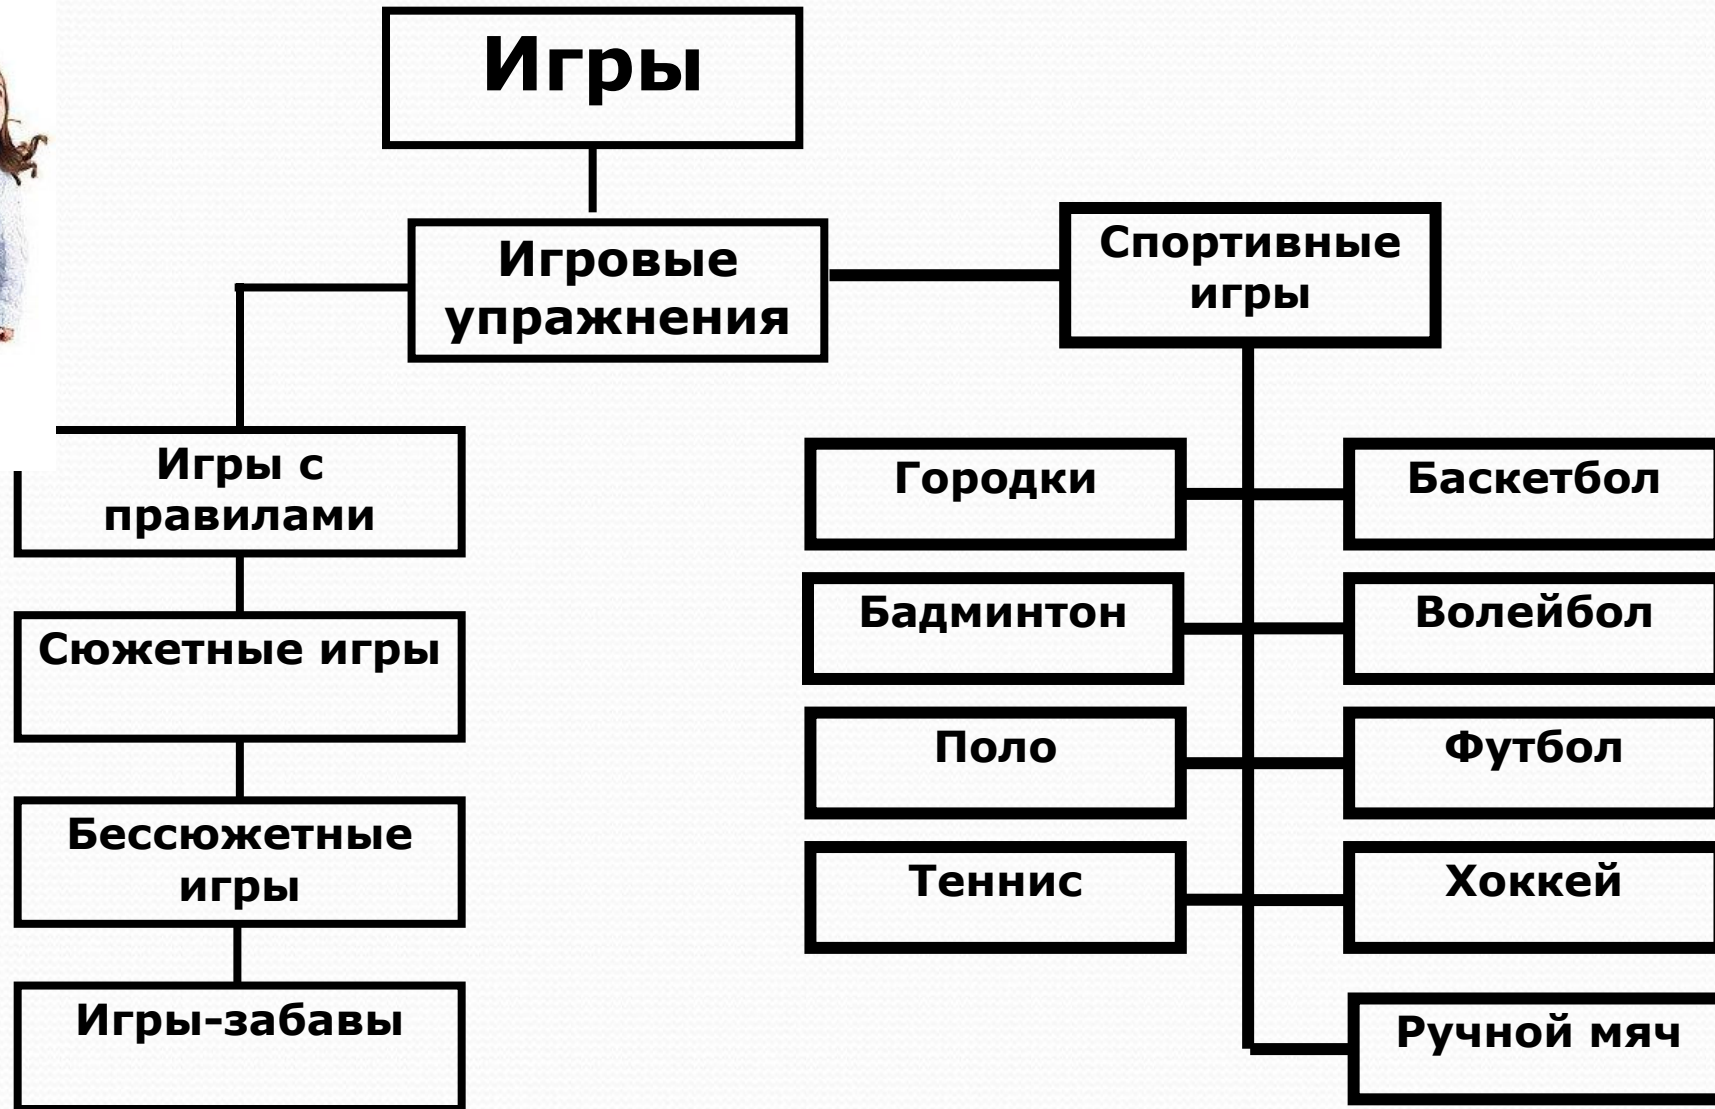 Игры
Игровые
упражнения
Спортивные
игры
Игры с
правилами
Сюжетные игры
Бессюжетные
игры
Игры-забавы
Городки
Баскетбол
Бадминтон
Волейбол
Поло
Футбол
Теннис
Хоккей
Ручной мяч